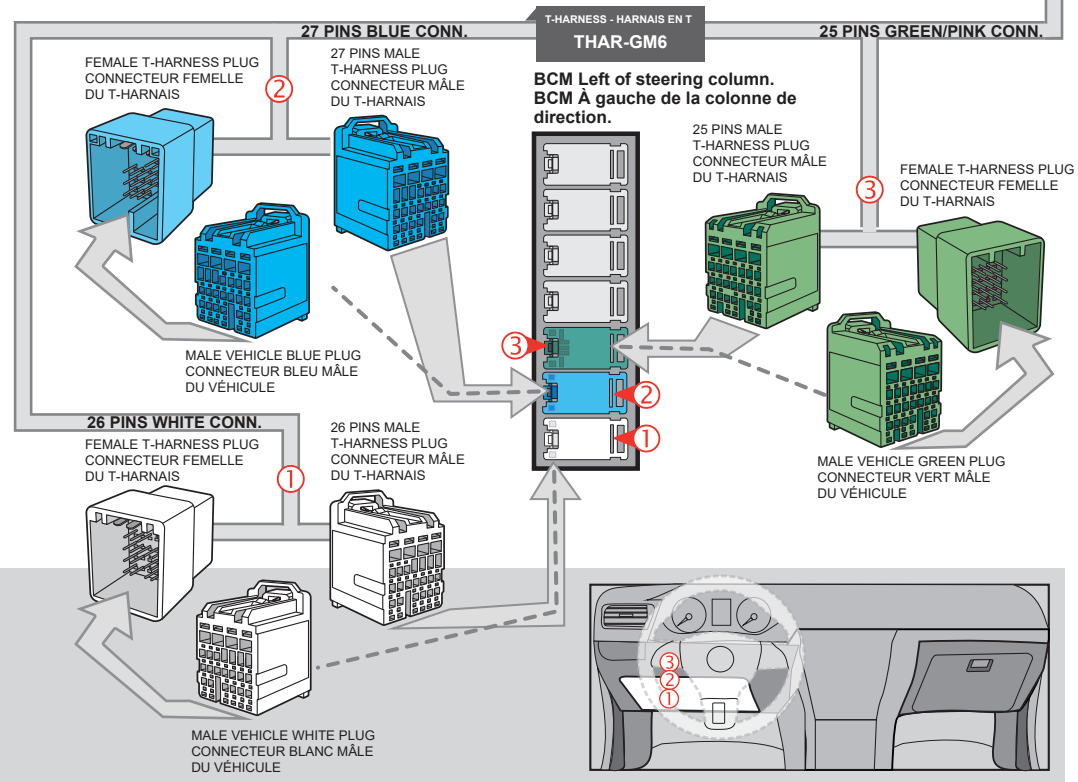 T-HARNESS - HARNAIS EN T
THAR-GM6
27 PINS BLUE CONN.
25 PINS GREEN/PINK CONN.
FEMALE T-HARNESS PLUG
CONNECTEUR FEMELLE
DU T-HARNAIS
2
27 PINS MALE
T-HARNESS PLUG
CONNECTEUR MÂLE
DU T-HARNAIS
BCM Left of steering column.
BCM À gauche de la colonne de
direction.
25 PINS MALE
T-HARNESS PLUG
CONNECTEUR MÂLE
DU T-HARNAIS
3
FEMALE T-HARNESS PLUG
CONNECTEUR FEMELLE
DU T-HARNAIS
MALE VEHICLE BLUE PLUG
CONNECTEUR BLEU MÂLE
DU VÉHICULE
3
2
1
MALE VEHICLE GREEN PLUG
CONNECTEUR VERT MÂLE
DU VÉHICULE
26 PINS WHITE CONN.
FEMALE T-HARNESS PLUG
CONNECTEUR FEMELLE
DU T-HARNAIS
1
26 PINS MALE
T-HARNESS PLUG
CONNECTEUR MÂLE
DU T-HARNAIS
MALE VEHICLE WHITE PLUG
CONNECTEUR BLANC MÂLE
DU VÉHICULE
3
2
1